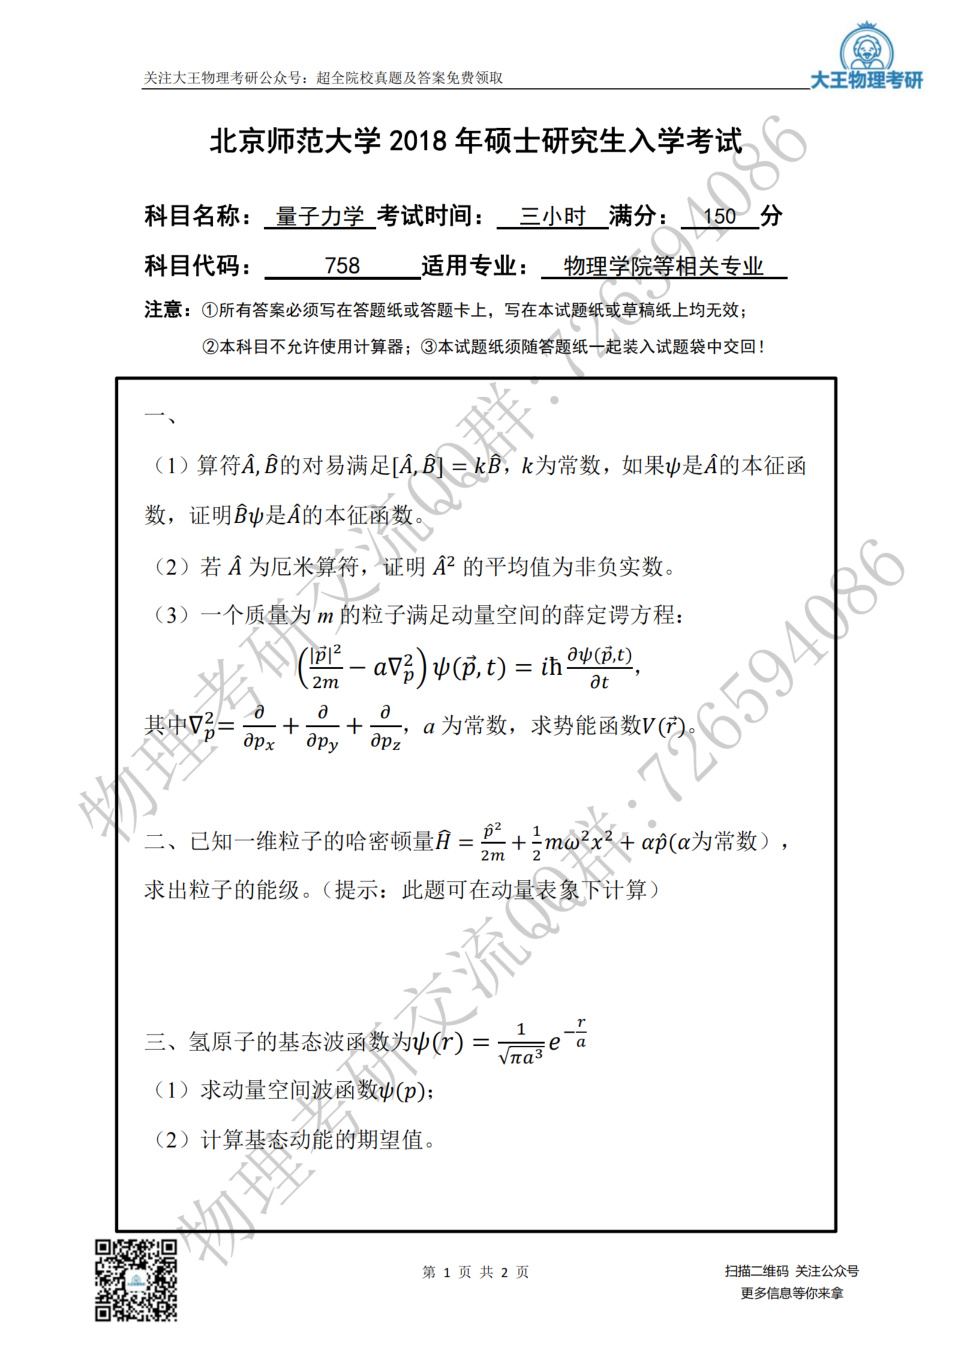 关注大王物理考研公众号：超全院校真题及答案免费领取
大王物理考研
北京师范大学 2018 年硕士研究生入学考试
科目名称： 量子力学 考试时间： 三小时 满分： 150 分
科目代码： 758 适用专业： 物理学院等相关专业
注意：①所有答案必须写在答题纸或答题卡上，写在本试题纸或草稿纸上均无效；
②本科目不允许使用计算器；③本试题纸须随答题纸一起装入试题袋中交回！
一、
（1）算符Â, B̂的对易满足[Â, B̂] = kB̂，k为常数，如果ψ是Â的本征函
数，证明B̂ψ是Â的本征函数。
（2）若 Â 为厄米算符，证明 Â² 的平均值为非负实数。
（3）一个质量为 m 的粒子满足动量空间的薛定谔方程：
(|p⃗|²/2m − a∇ₚ²) ψ(p⃗, t) = iħ ∂ψ(p⃗,t)/∂t，
其中∇ₚ²= ∂/∂pₓ + ∂/∂p_y + ∂/∂p_z，a 为常数，求势能函数V(r⃗)。
二、已知一维粒子的哈密顿量Ĥ = p̂²/2m + 1/2 mω²x² + αp̂(α为常数），
求出粒子的能级。（提示：此题可在动量表象下计算）
三、氢原子的基态波函数为ψ(r) = 1/√(πa³) e^(−r/a)
（1）求动量空间波函数ψ(p)；
（2）计算基态动能的期望值。
物理考研交流QQ群：726594086
物理考研交流QQ群：726594086
大王物理考研
第 1 页 共 2 页
扫描二维码 关注公众号
更多信息等你来拿